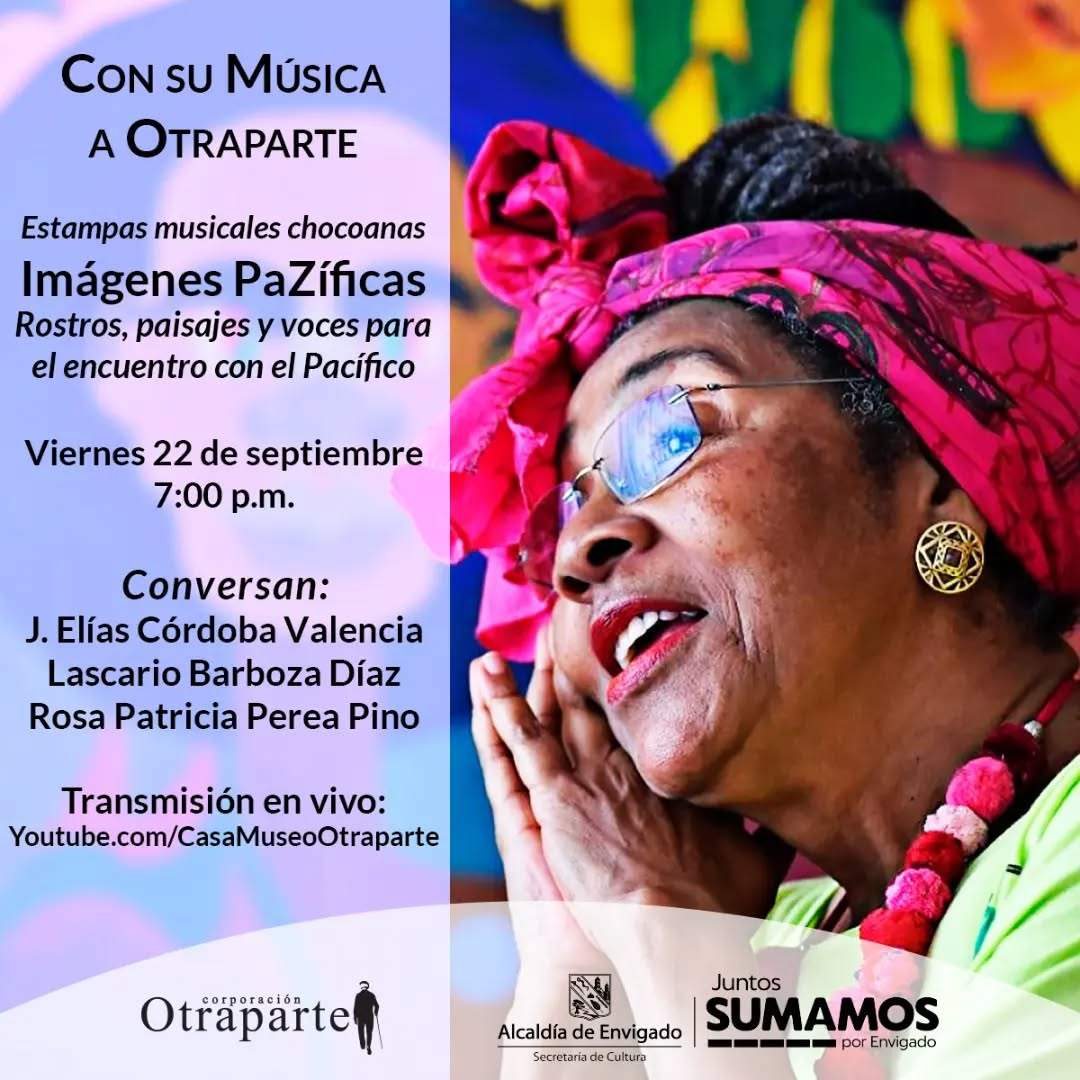 Con su Música
a Otraparte
Estampas musicales chocoanas
Imágenes PaZíficas
Rostros, paisajes y voces para
el encuentro con el Pacífico
Viernes 22 de septiembre
7:00 p.m.
Conversan:
J. Elías Córdoba Valencia
Lascario Barboza Díaz
Rosa Patricia Perea Pino
Transmisión en vivo:
Youtube.com/CasaMuseoOtraparte
corporación
Otraparte
Alcaldía de Envigado
Secretaría de Cultura
Juntos
SUMAMOS
por Envigado